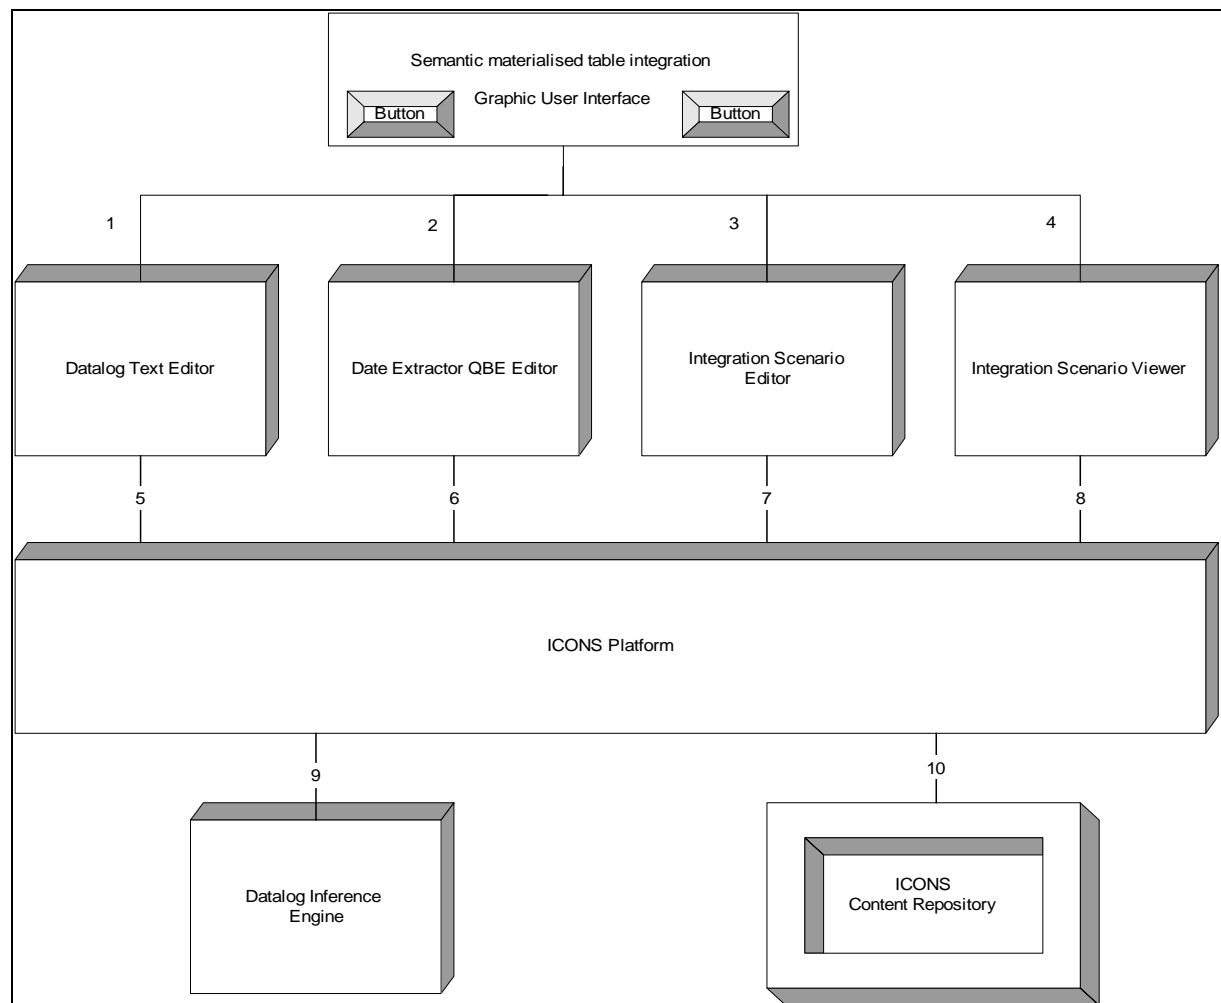 Semantic materialised table integration
Graphic User Interface
Button
Button
1
2
3
4
Datalog Text Editor
Date Extractor QBE Editor
Integration Scenario
Editor
Integration Scenario Viewer
5
6
7
8
ICONS Platform
9
10
Datalog Inference
Engine
ICONS
Content Repository